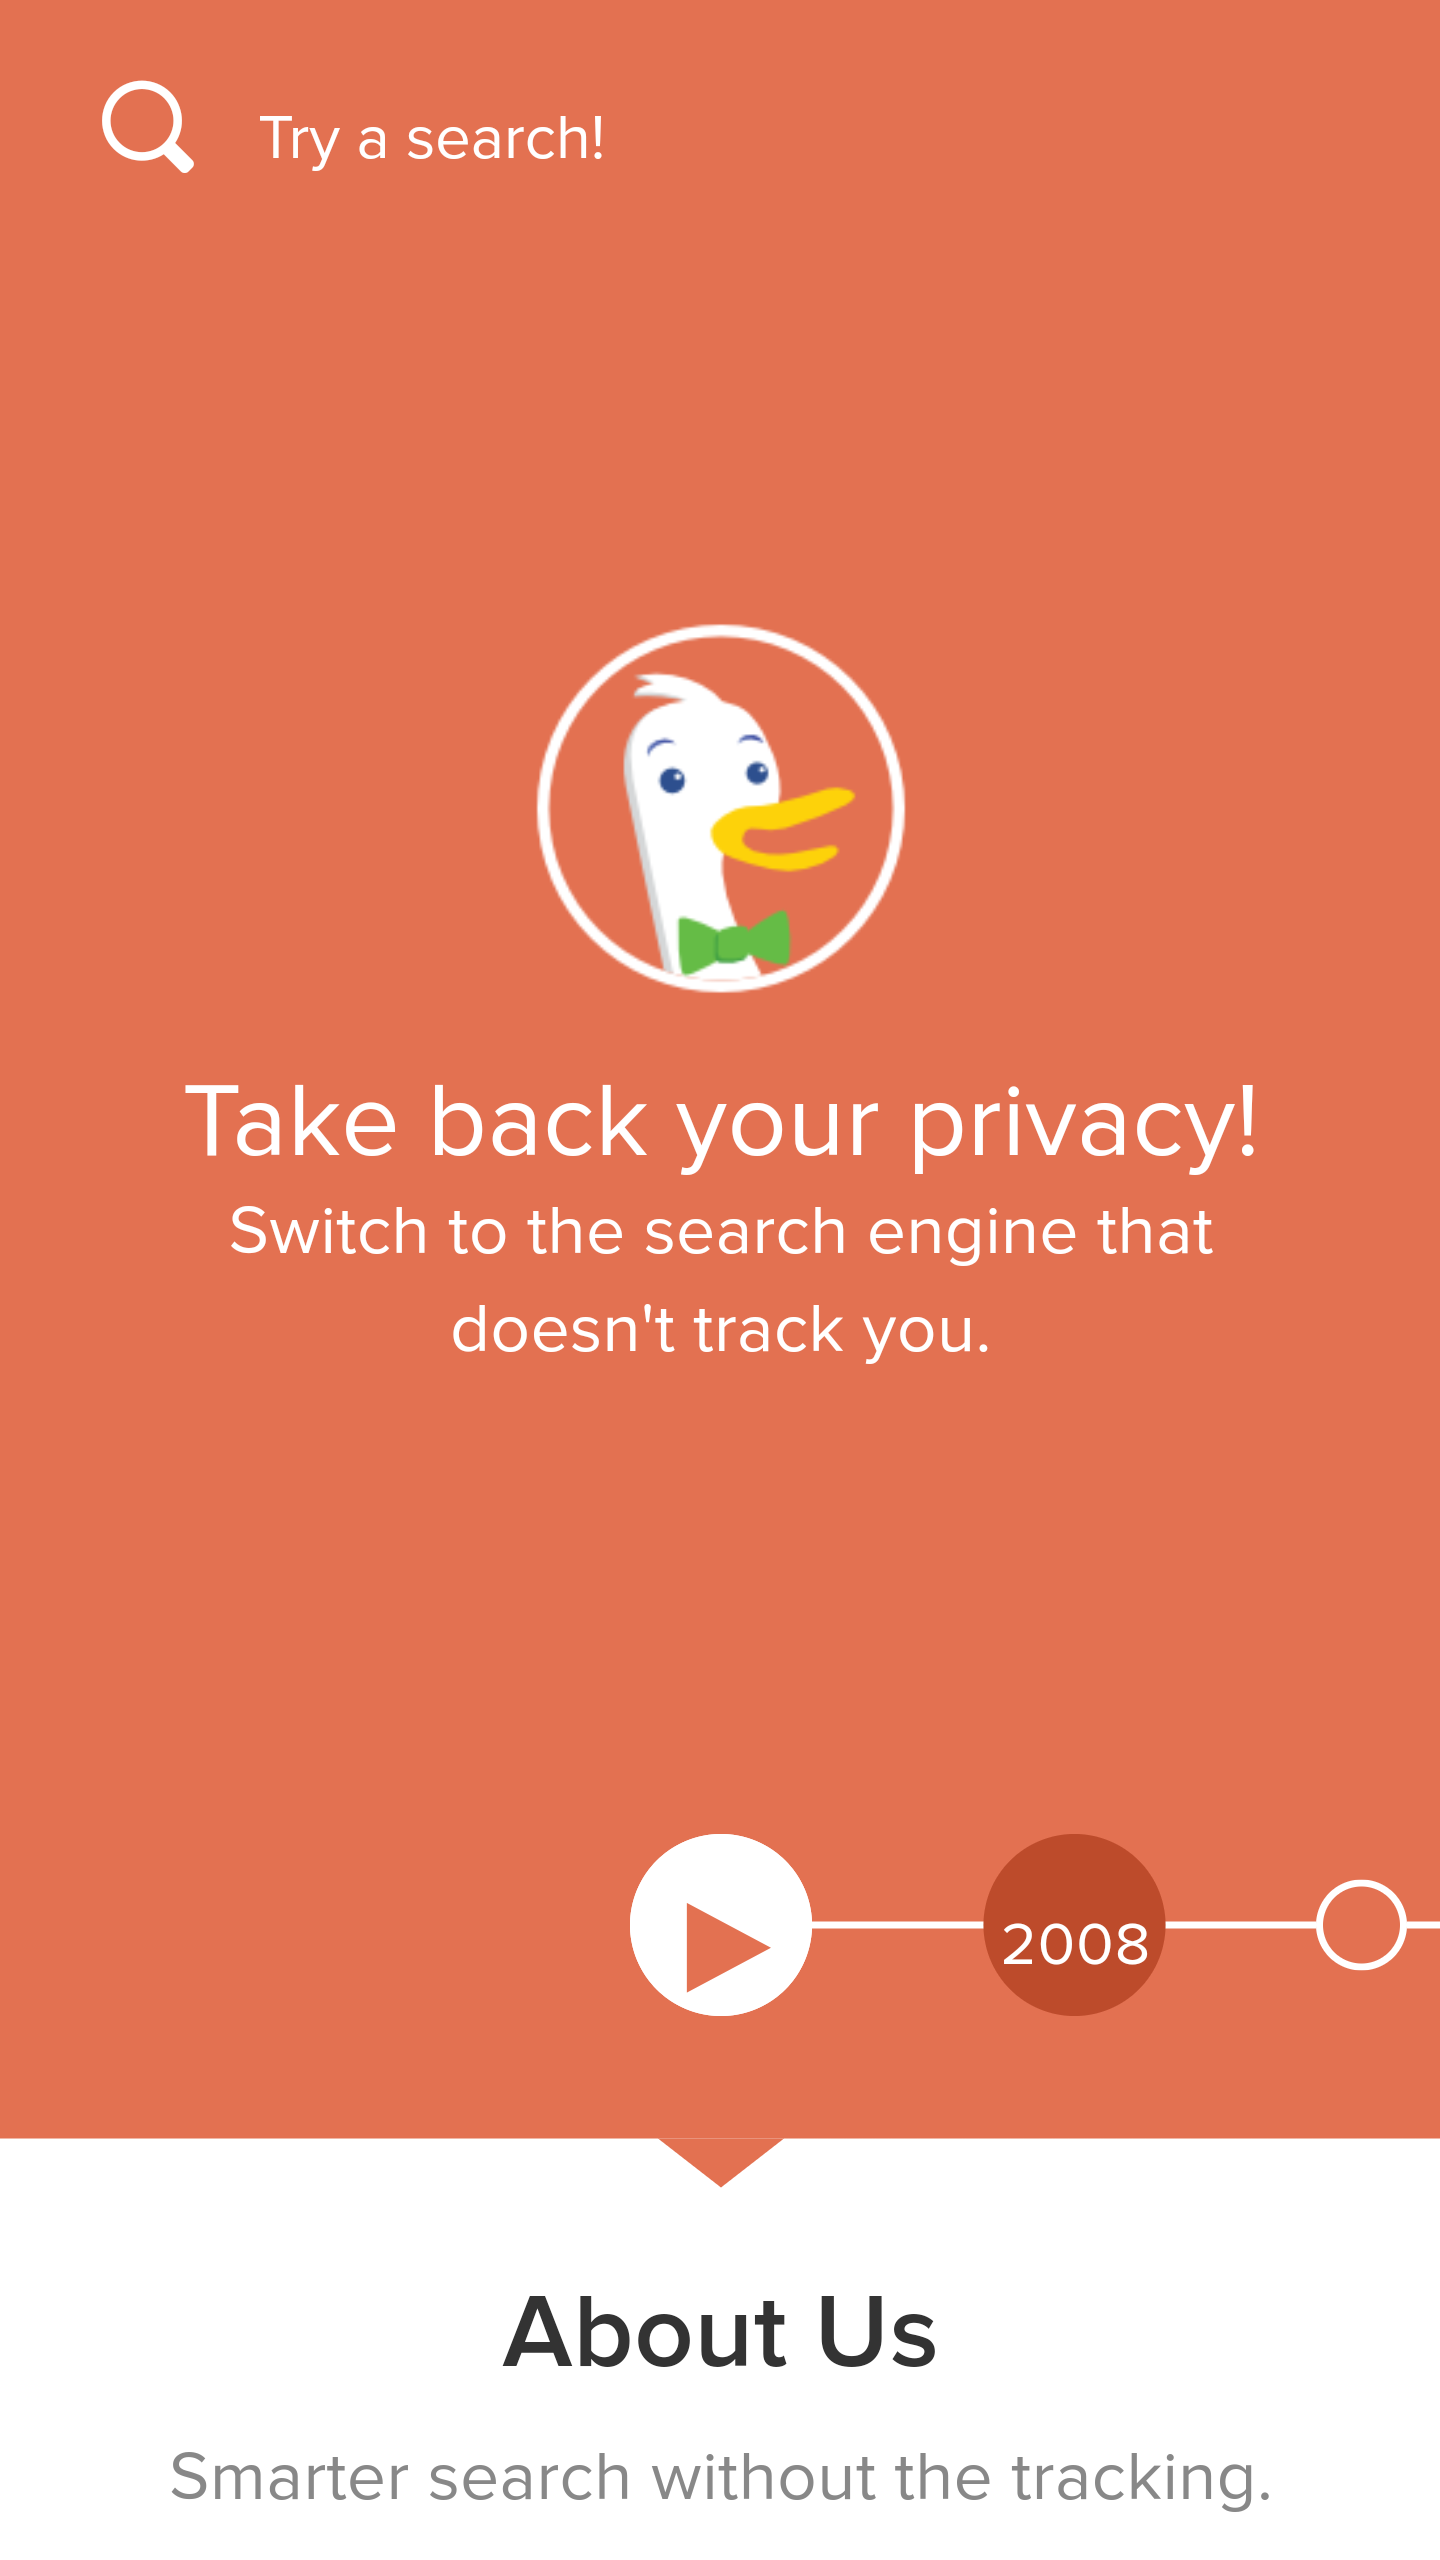 Try a search!
Take back your privacy!
Switch to the search engine that
doesn't track you.
2008
About Us
Smarter search without the tracking.